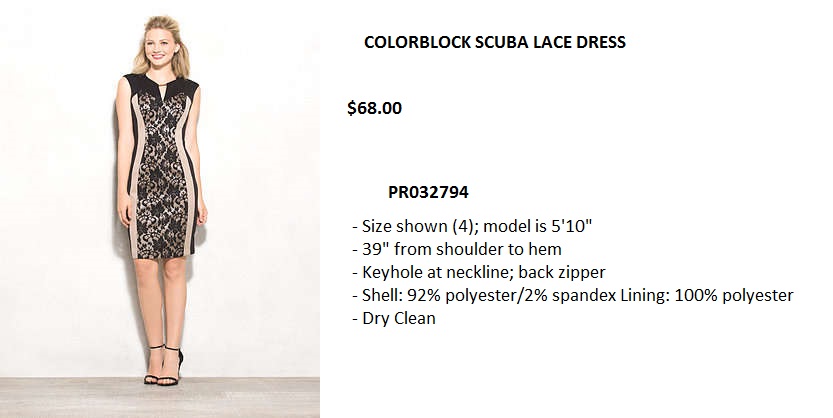 COLORBLOCK SCUBA LACE DRESS
$68.00
PR032794
- Size shown (4); model is 5'10"
- 39" from shoulder to hem
- Keyhole at neckline; back zipper
- Shell: 92% polyester/2% spandex Lining: 100% polyester
- Dry Clean